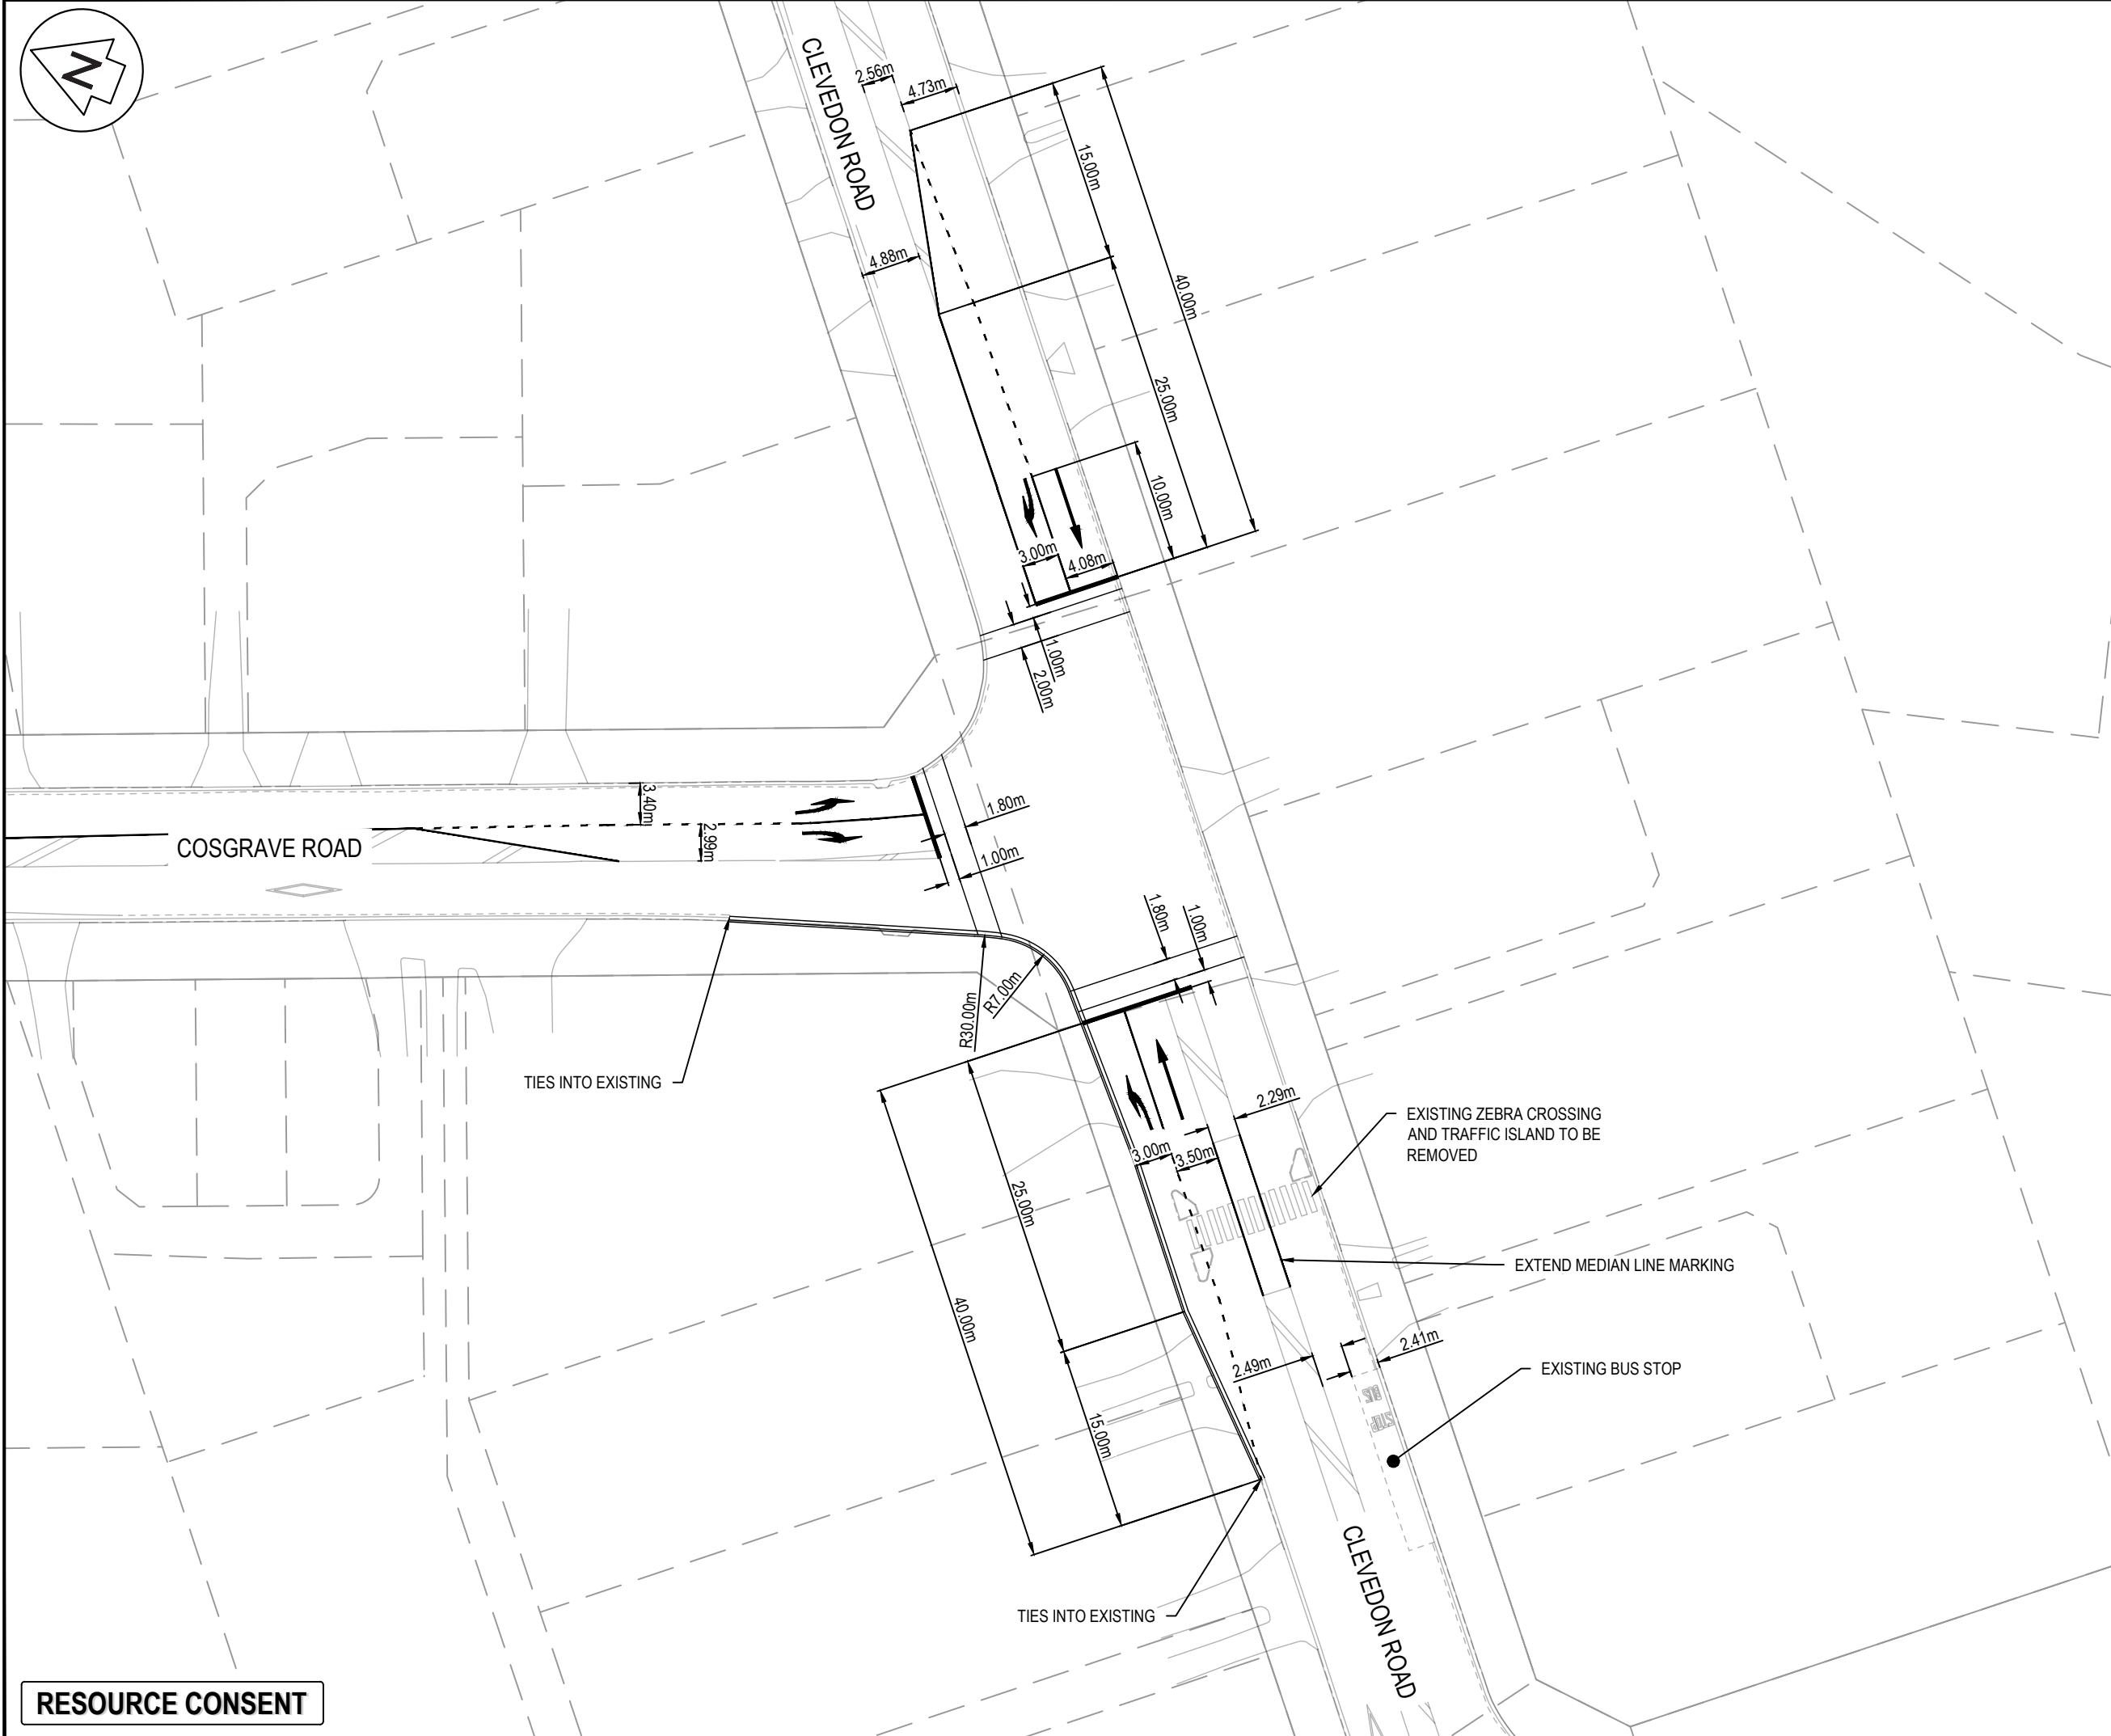 N
CLEVEDON ROAD
2.56m
4.73m
15.00m
4.88m
40.00m
25.00m
10.00m
3.00m
4.08m
1.00m
2.00m
3.40m
2.99m
COSGRAVE ROAD
1.80m
1.00m
1.80m
1.00m
R30.00m
R7.00m
TIES INTO EXISTING
2.29m
EXISTING ZEBRA CROSSING
AND TRAFFIC ISLAND TO BE
REMOVED
3.00m
3.50m
25.00m
EXTEND MEDIAN LINE MARKING
40.00m
2.49m
2.41m
EXISTING BUS STOP
BUS
STOP
15.00m
CLEVEDON ROAD
TIES INTO EXISTING
RESOURCE CONSENT